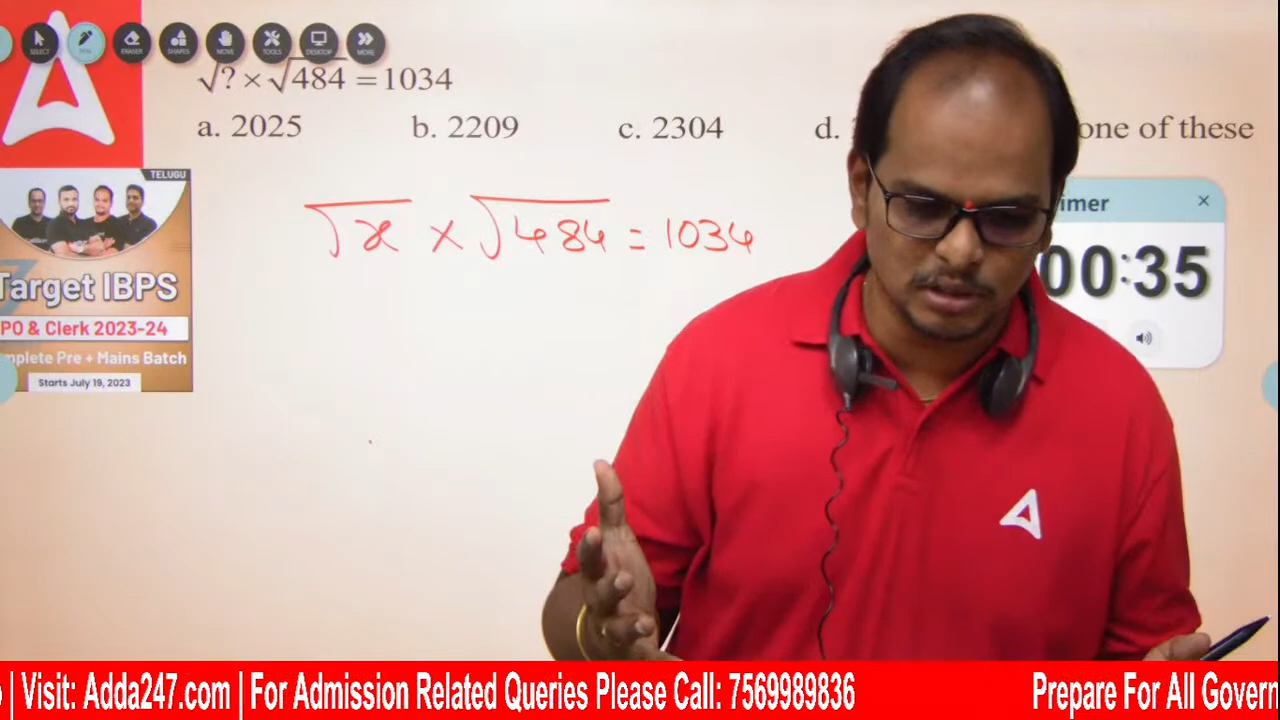 SELECT PEN ERASER SHAPES MOVE TOOLS DESKTOP MORE
√? × √484 = 1034
a. 2025 b. 2209 c. 2304 d. one of these
√x × √484 = 1034
imer ×
00:35
TELUGU
Target IBPS
PO & Clerk 2023-24
mplete Pre + Mains Batch
Starts July 19, 2023
| Visit: Adda247.com | For Admission Related Queries Please Call: 7569989836 Prepare For All Govern